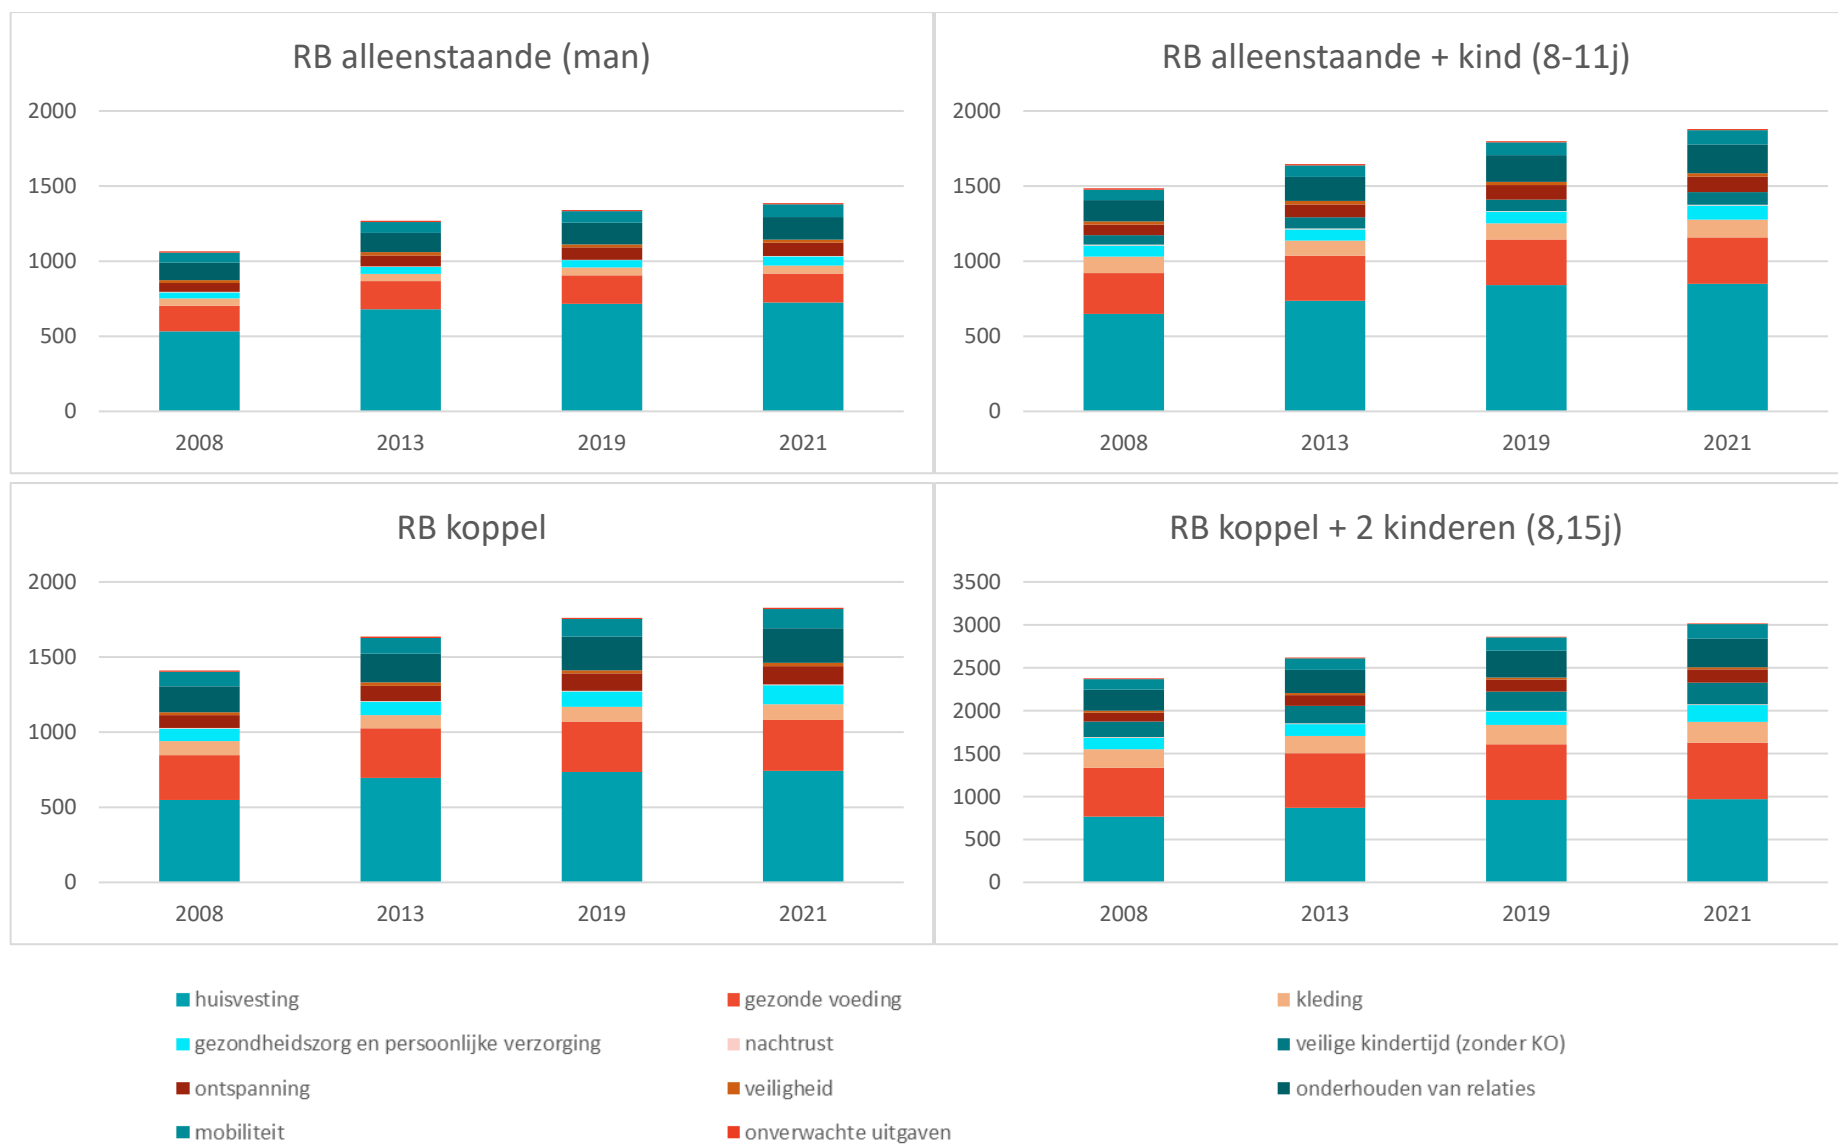 RB alleenstaande (man)
2000
1500
1000
500
0
2008 2013 2019 2021
RB alleenstaande + kind (8-11j)
2000
1500
1000
500
0
2008 2013 2019 2021
RB koppel
2000
1500
1000
500
0
2008 2013 2019 2021
RB koppel + 2 kinderen (8,15j)
3500
3000
2500
2000
1500
1000
500
0
2008 2013 2019 2021
huisvesting gezonde voeding kleding
gezondheidszorg en persoonlijke verzorging nachtrust veilige kindertijd (zonder KO)
ontspanning veiligheid onderhouden van relaties
mobiliteit onverwachte uitgaven